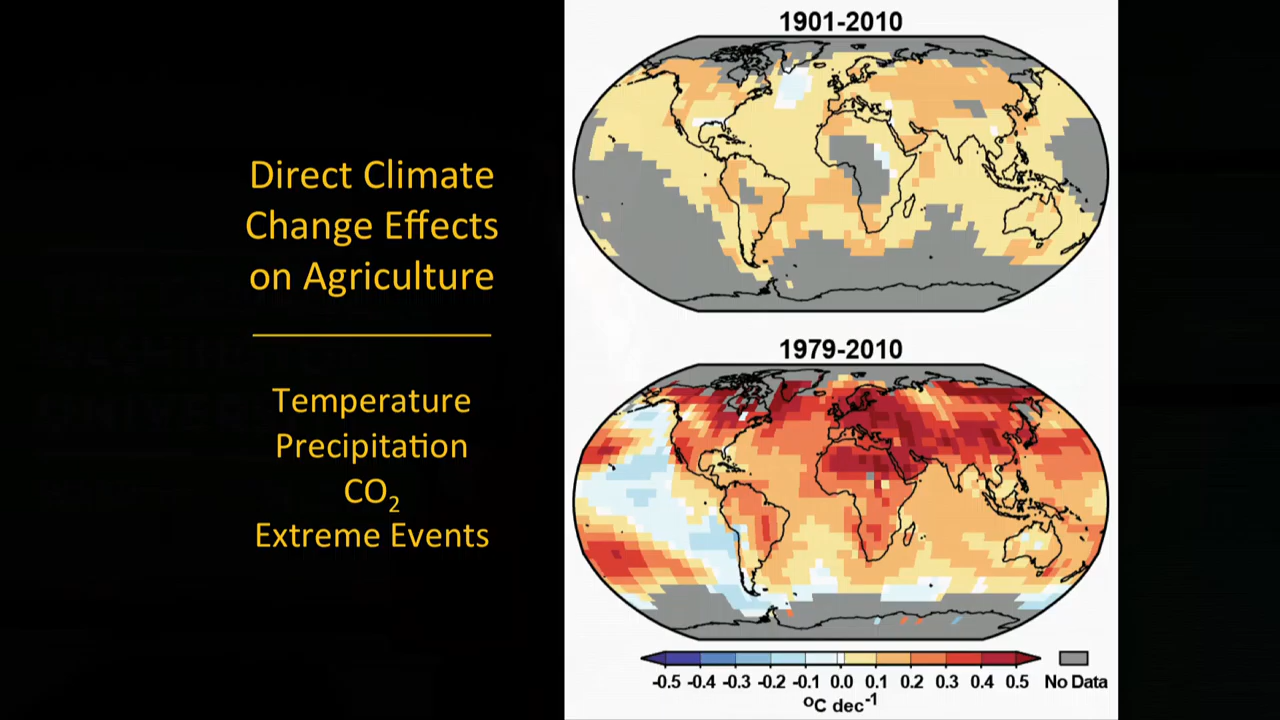 Direct Climate
Change Effects
on Agriculture
Temperature
Precipitation
CO₂
Extreme Events
1901-2010
1979-2010
-0.5 -0.4 -0.3 -0.2 -0.1 0.0 0.1 0.2 0.3 0.4 0.5 No Data
ºC dec⁻¹